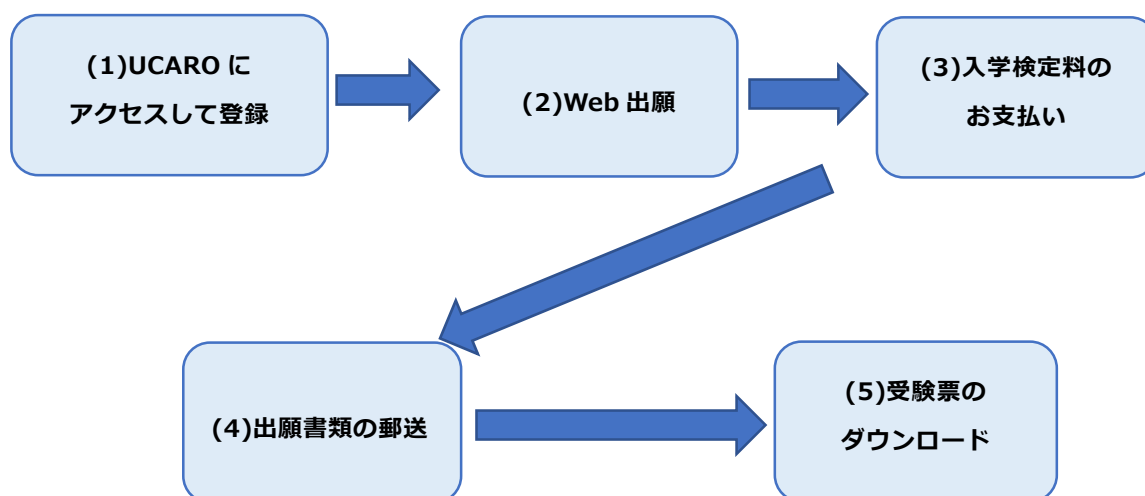 (1)UCARO に
アクセスして登録
(2)Web 出願
(3)入学検定料の
お支払い
(4)出願書類の郵送
(5)受験票の
ダウンロード